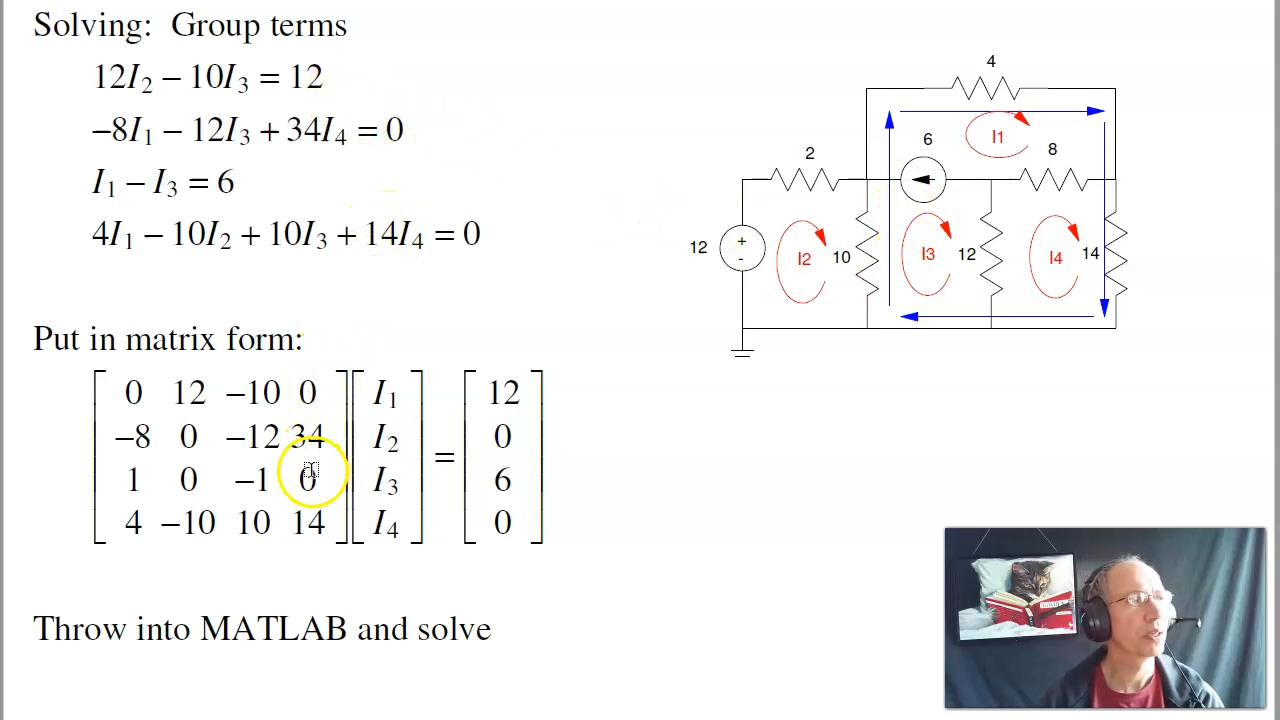 Solving: Group terms
12I₂ − 10I₃ = 12
−8I₁ − 12I₃ + 34I₄ = 0
I₁ − I₃ = 6
4I₁ − 10I₂ + 10I₃ + 14I₄ = 0
Put in matrix form:
0 12 −10 0 I₁ 12
−8 0 −12 34 I₂ 0
1 0 −1 0 I₃ = 6
4 −10 10 14 I₄ 0
Throw into MATLAB and solve
4
I1
6
8
2
12
+
-
I2
10
I3
12
I4
14